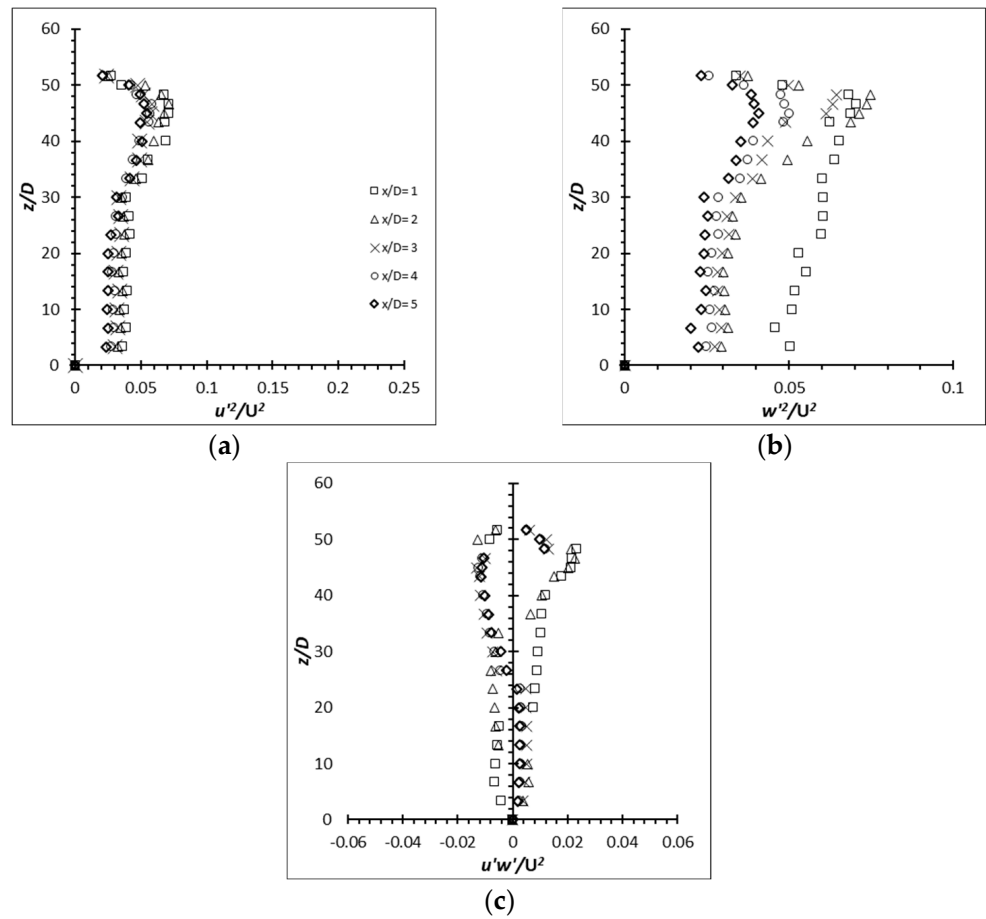 60
50
40
30
20
10
0
z/D
0 0.05 0.1 0.15 0.2 0.25
u'²/U²
x/D= 1
x/D= 2
x/D= 3
x/D= 4
x/D= 5
(a)
60
50
40
30
20
10
0
z/D
0 0.05 0.1
w'²/U²
(b)
60
50
40
30
20
10
0
z/D
-0.06 -0.04 -0.02 0 0.02 0.04 0.06
u'w'/U²
(c)